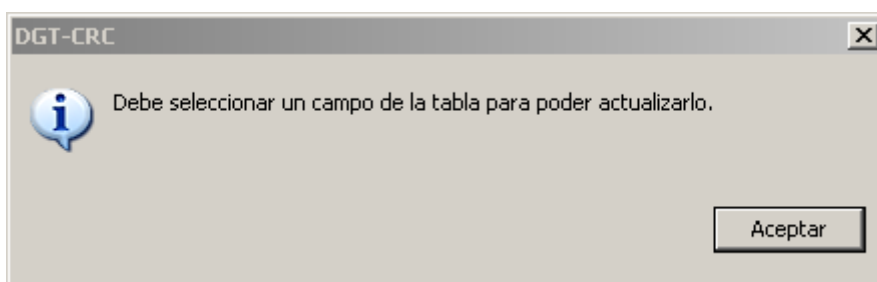 DGT-CRC
Debe seleccionar un campo de la tabla para poder actualizarlo.
Aceptar